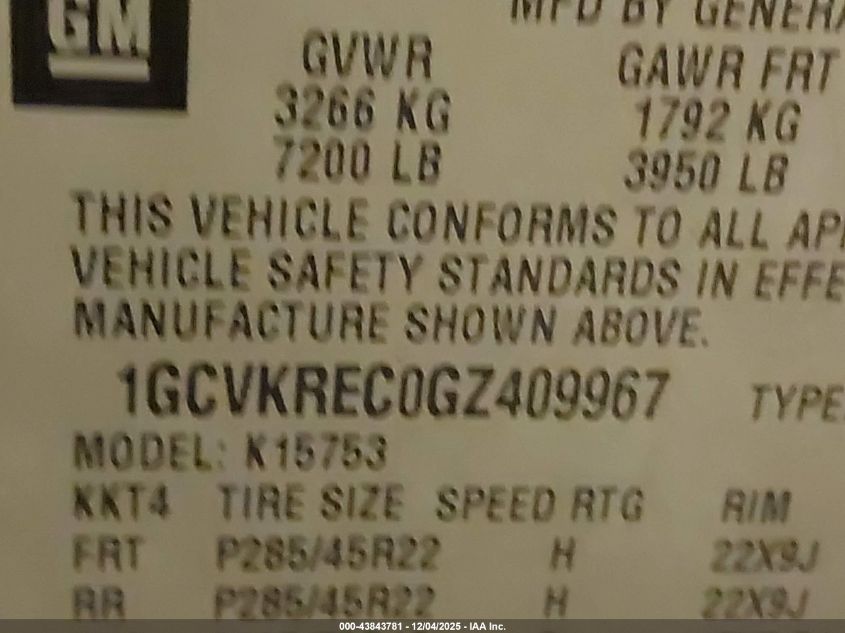 GM
MFD BY GENERA
GVWR GAWR FRT
3266 KG 1792 KG
7200 LB 3950 LB
THIS VEHICLE CONFORMS TO ALL APP
VEHICLE SAFETY STANDARDS IN EFFE
MANUFACTURE SHOWN ABOVE.
1GCVKREC0GZ409967 TYPE:
MODEL: K15753
KKT4 TIRE SIZE SPEED RTG RIM
FRT P285/45R22 H 22X9J
RR P285/45R22 H 22X9J
000-43843781 - 12/04/2025 - IAA Inc.